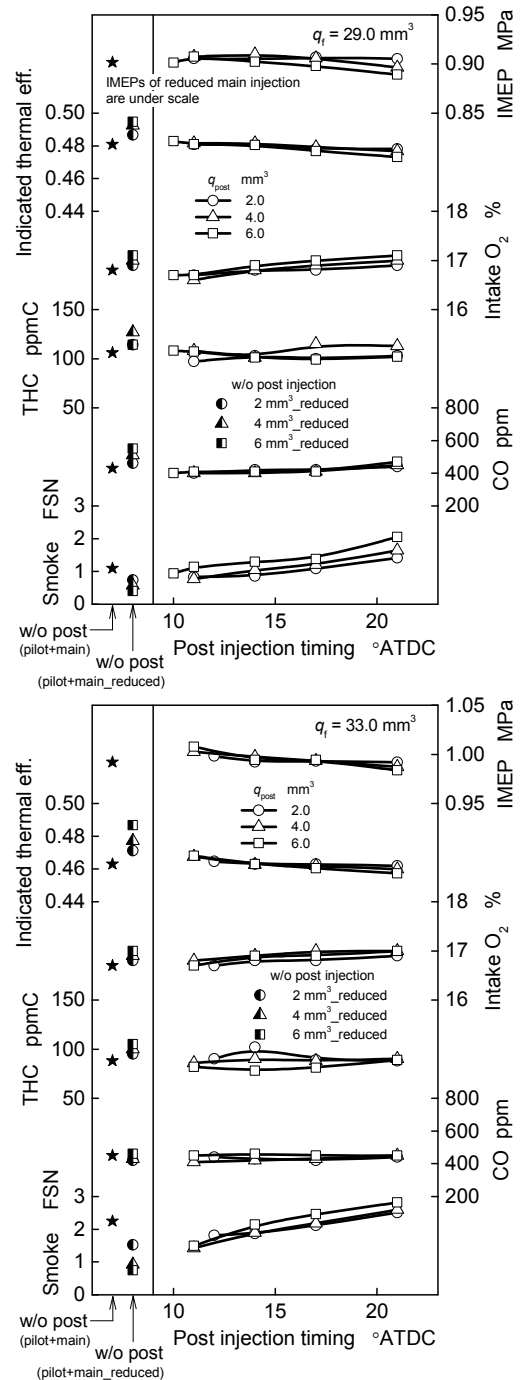 q_f = 29.0 mm³
0.95
0.90
0.85
IMEP MPa
IMEPs of reduced main injection
are under scale
0.50
0.48
0.46
0.44
Indicated thermal eff.
q_post mm³
2.0
4.0
6.0
18
17
16
Intake O₂ %
150
100
50
THC ppmC
w/o post injection
2 mm³_reduced
4 mm³_reduced
6 mm³_reduced
800
600
400
200
CO ppm
3
2
1
0
Smoke FSN
10
15
20
w/o post
(pilot+main)
Post injection timing °ATDC
w/o post
(pilot+main_reduced)
q_f = 33.0 mm³
1.05
1.00
0.95
IMEP MPa
0.50
0.48
0.46
0.44
Indicated thermal eff.
q_post mm³
2.0
4.0
6.0
18
17
16
Intake O₂ %
150
100
50
THC ppmC
w/o post injection
2 mm³_reduced
4 mm³_reduced
6 mm³_reduced
800
600
400
200
CO ppm
3
2
1
0
Smoke FSN
10
15
20
w/o post
(pilot+main)
Post injection timing °ATDC
w/o post
(pilot+main_reduced)